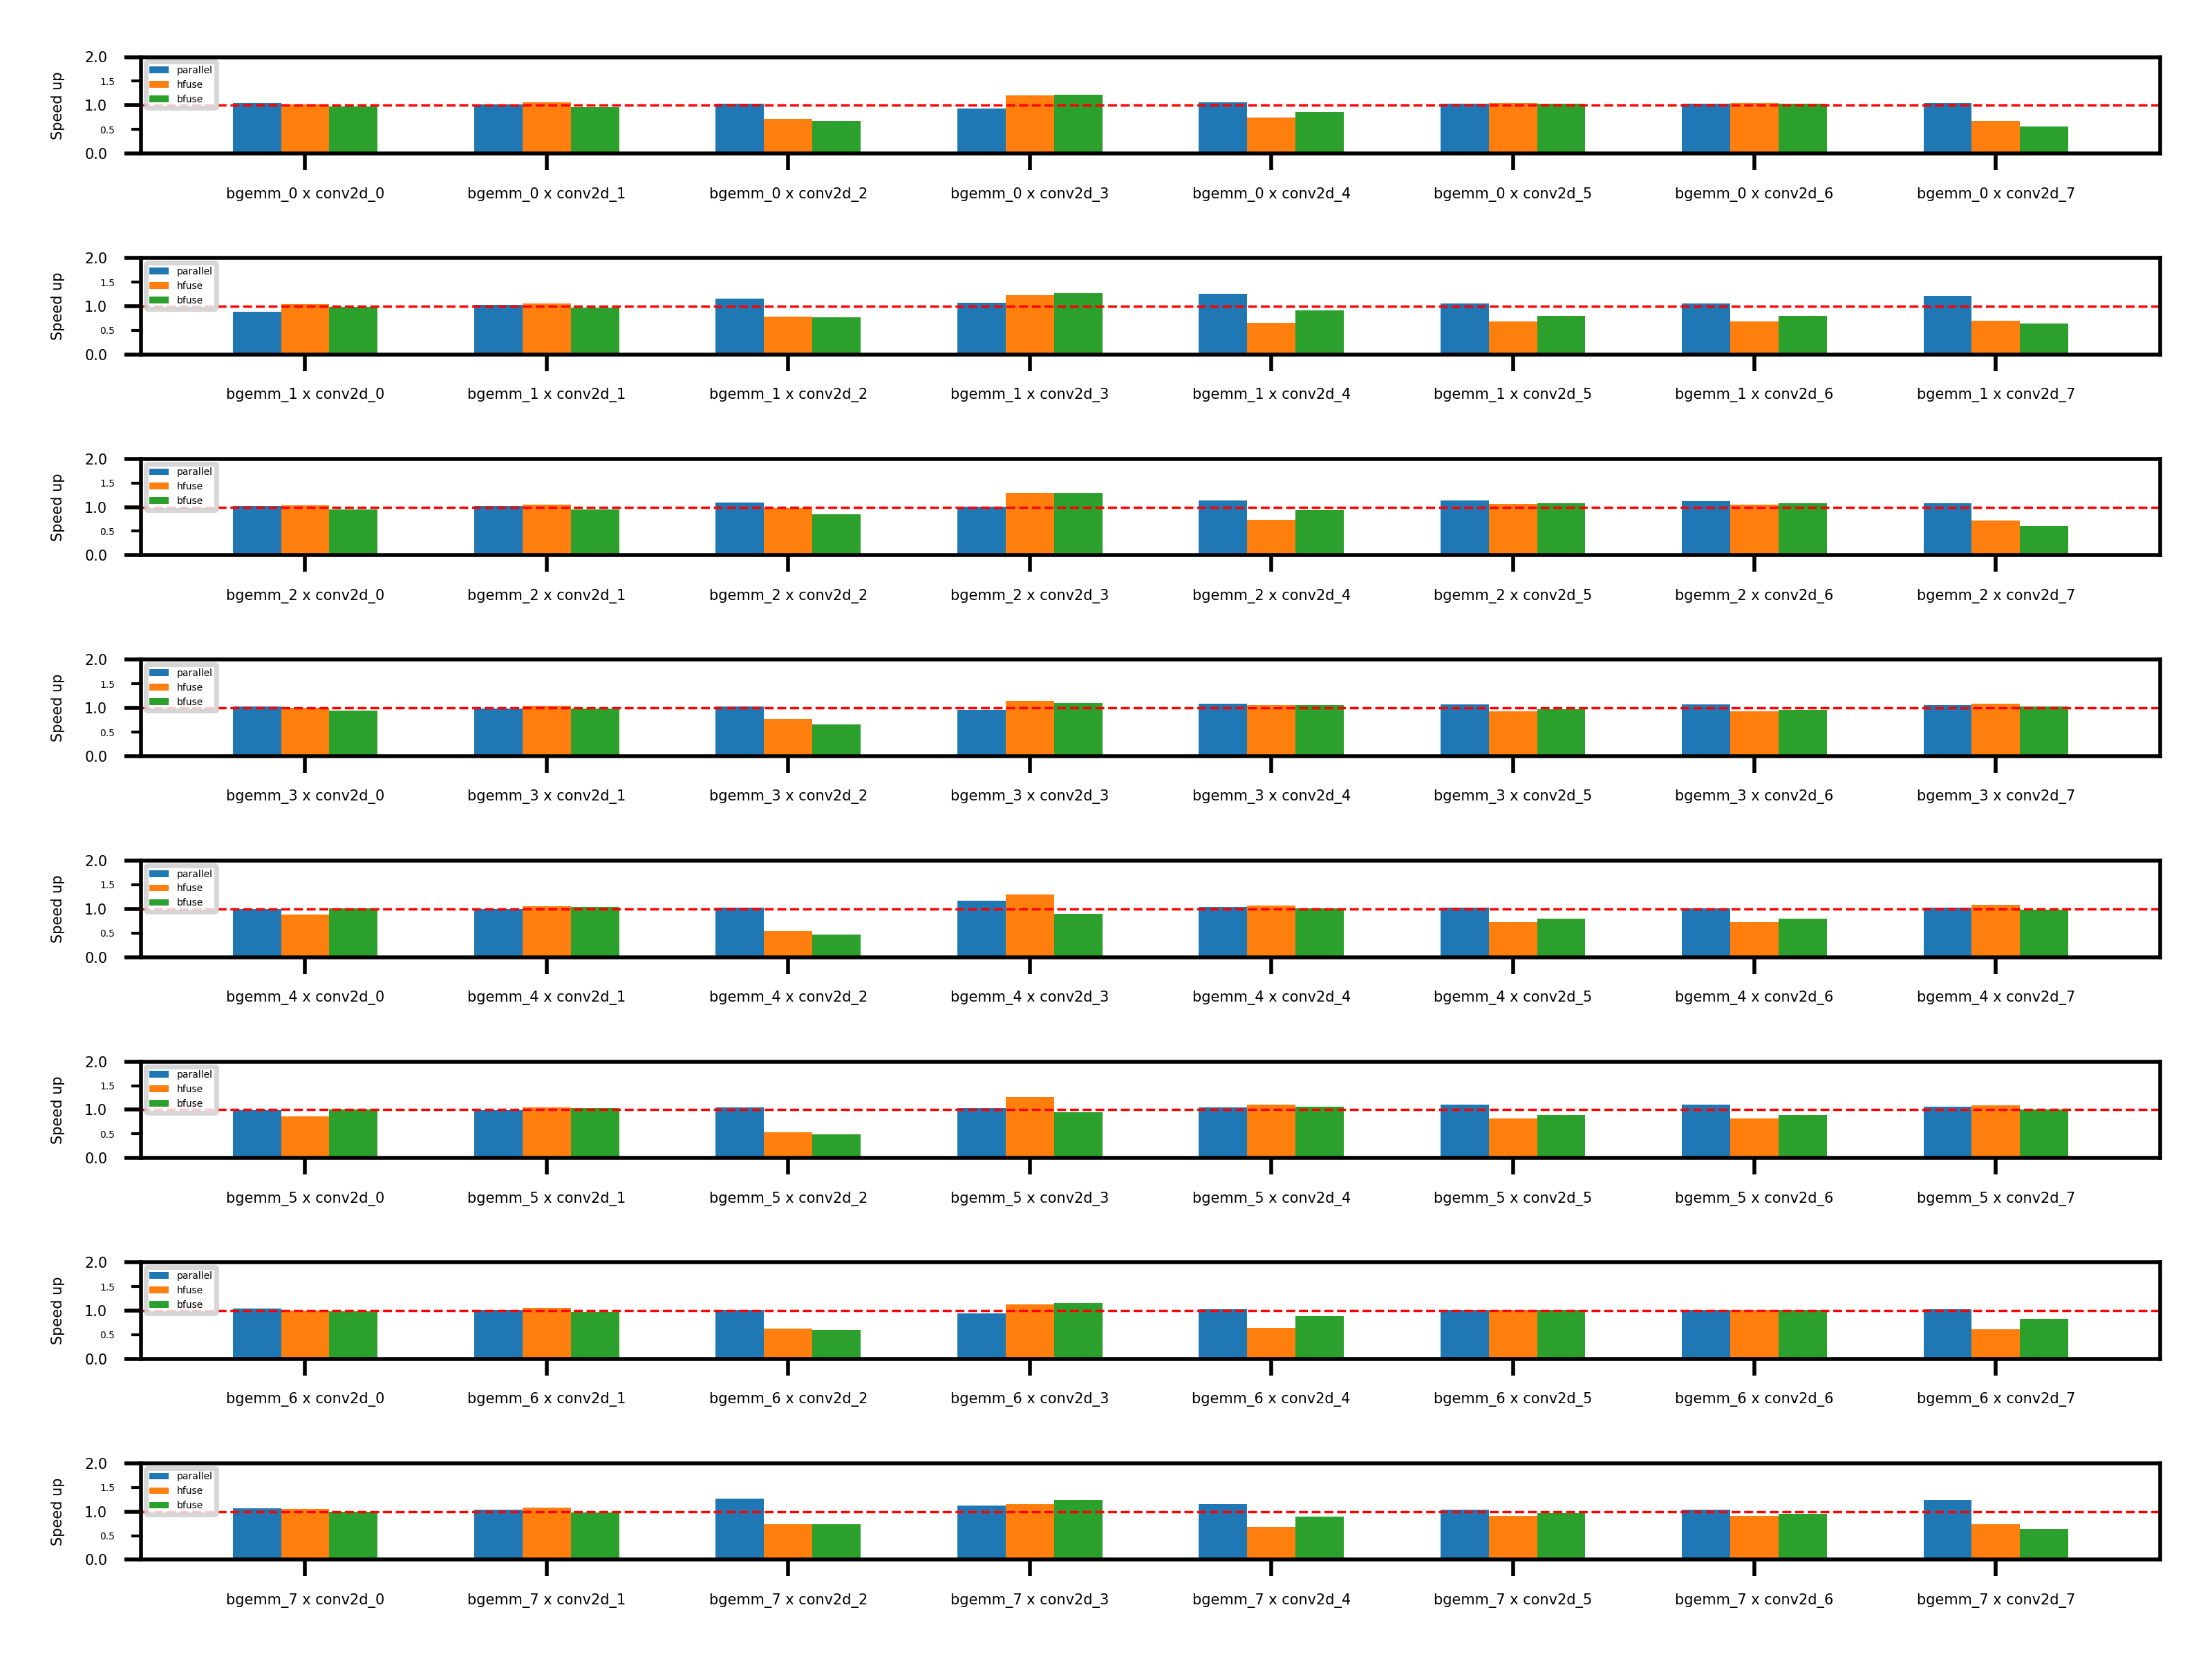 2.0
parallel
1.5
hfuse
bfuse
1.0
0.5
0.0
Speed up
bgemm_0 x conv2d_0 bgemm_0 x conv2d_1 bgemm_0 x conv2d_2 bgemm_0 x conv2d_3 bgemm_0 x conv2d_4 bgemm_0 x conv2d_5 bgemm_0 x conv2d_6 bgemm_0 x conv2d_7
2.0
parallel
1.5
hfuse
bfuse
1.0
0.5
0.0
Speed up
bgemm_1 x conv2d_0 bgemm_1 x conv2d_1 bgemm_1 x conv2d_2 bgemm_1 x conv2d_3 bgemm_1 x conv2d_4 bgemm_1 x conv2d_5 bgemm_1 x conv2d_6 bgemm_1 x conv2d_7
2.0
parallel
1.5
hfuse
bfuse
1.0
0.5
0.0
Speed up
bgemm_2 x conv2d_0 bgemm_2 x conv2d_1 bgemm_2 x conv2d_2 bgemm_2 x conv2d_3 bgemm_2 x conv2d_4 bgemm_2 x conv2d_5 bgemm_2 x conv2d_6 bgemm_2 x conv2d_7
2.0
parallel
1.5
hfuse
bfuse
1.0
0.5
0.0
Speed up
bgemm_3 x conv2d_0 bgemm_3 x conv2d_1 bgemm_3 x conv2d_2 bgemm_3 x conv2d_3 bgemm_3 x conv2d_4 bgemm_3 x conv2d_5 bgemm_3 x conv2d_6 bgemm_3 x conv2d_7
2.0
parallel
1.5
hfuse
bfuse
1.0
0.5
0.0
Speed up
bgemm_4 x conv2d_0 bgemm_4 x conv2d_1 bgemm_4 x conv2d_2 bgemm_4 x conv2d_3 bgemm_4 x conv2d_4 bgemm_4 x conv2d_5 bgemm_4 x conv2d_6 bgemm_4 x conv2d_7
2.0
parallel
1.5
hfuse
bfuse
1.0
0.5
0.0
Speed up
bgemm_5 x conv2d_0 bgemm_5 x conv2d_1 bgemm_5 x conv2d_2 bgemm_5 x conv2d_3 bgemm_5 x conv2d_4 bgemm_5 x conv2d_5 bgemm_5 x conv2d_6 bgemm_5 x conv2d_7
2.0
parallel
1.5
hfuse
bfuse
1.0
0.5
0.0
Speed up
bgemm_6 x conv2d_0 bgemm_6 x conv2d_1 bgemm_6 x conv2d_2 bgemm_6 x conv2d_3 bgemm_6 x conv2d_4 bgemm_6 x conv2d_5 bgemm_6 x conv2d_6 bgemm_6 x conv2d_7
2.0
parallel
1.5
hfuse
bfuse
1.0
0.5
0.0
Speed up
bgemm_7 x conv2d_0 bgemm_7 x conv2d_1 bgemm_7 x conv2d_2 bgemm_7 x conv2d_3 bgemm_7 x conv2d_4 bgemm_7 x conv2d_5 bgemm_7 x conv2d_6 bgemm_7 x conv2d_7